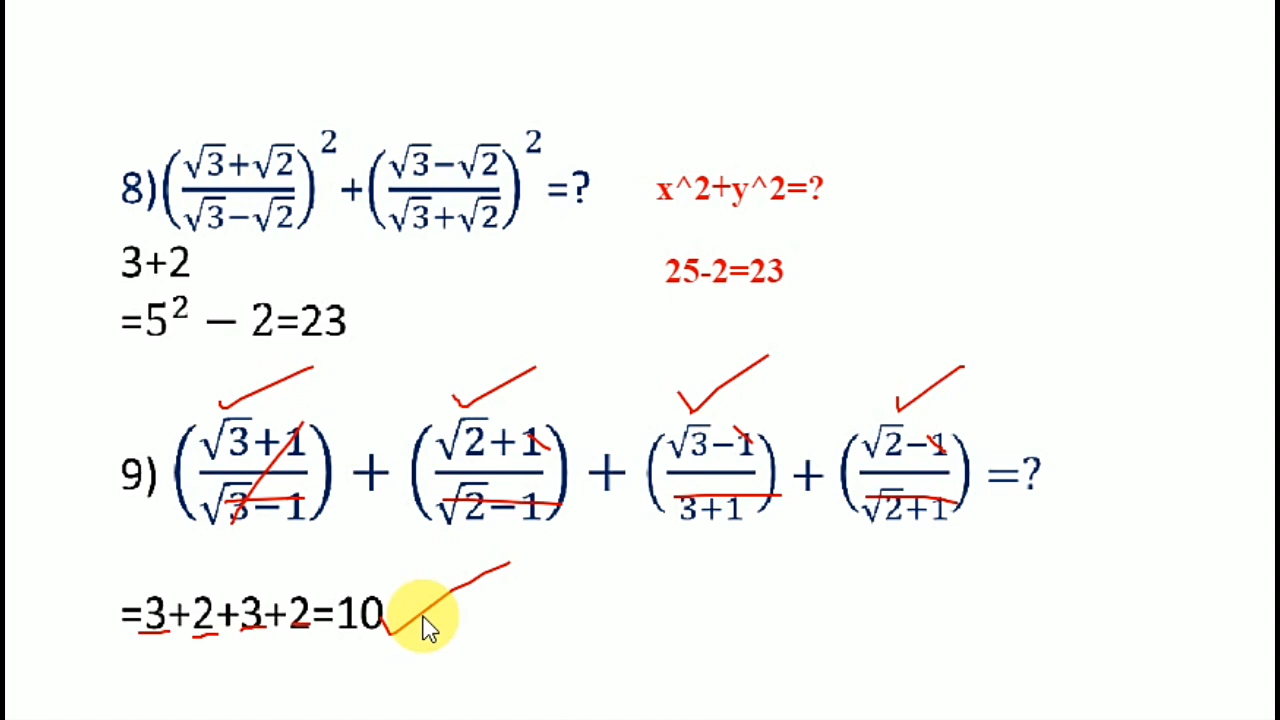 8)((√3+√2)/(√3−√2))^2+((√3−√2)/(√3+√2))^2=? x^2+y^2=?
3+2 25-2=23
=5² − 2=23
9) ((√3+1)/(√3−1)) + ((√2+1)/(√2−1)) + ((√3−1)/(3+1)) + ((√2−1)/(√2+1)) =?
=3+2+3+2=10